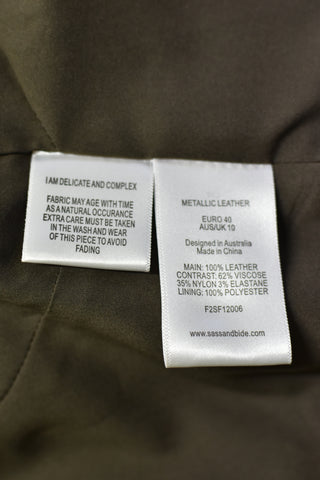 I AM DELICATE AND COMPLEX
FABRIC MAY AGE WITH TIME
AS A NATURAL OCCURANCE
EXTRA CARE MUST BE TAKEN
IN THE WASH AND WEAR
OF THIS PIECE TO AVOID
FADING
METALLIC LEATHER
EURO 40
AUS/UK 10
Designed in Australia
Made in China
MAIN: 100% LEATHER
CONTRAST: 62% VISCOSE
35% NYLON 3% ELASTANE
LINING: 100% POLYESTER
F2SF12006
www.sassandbide.com